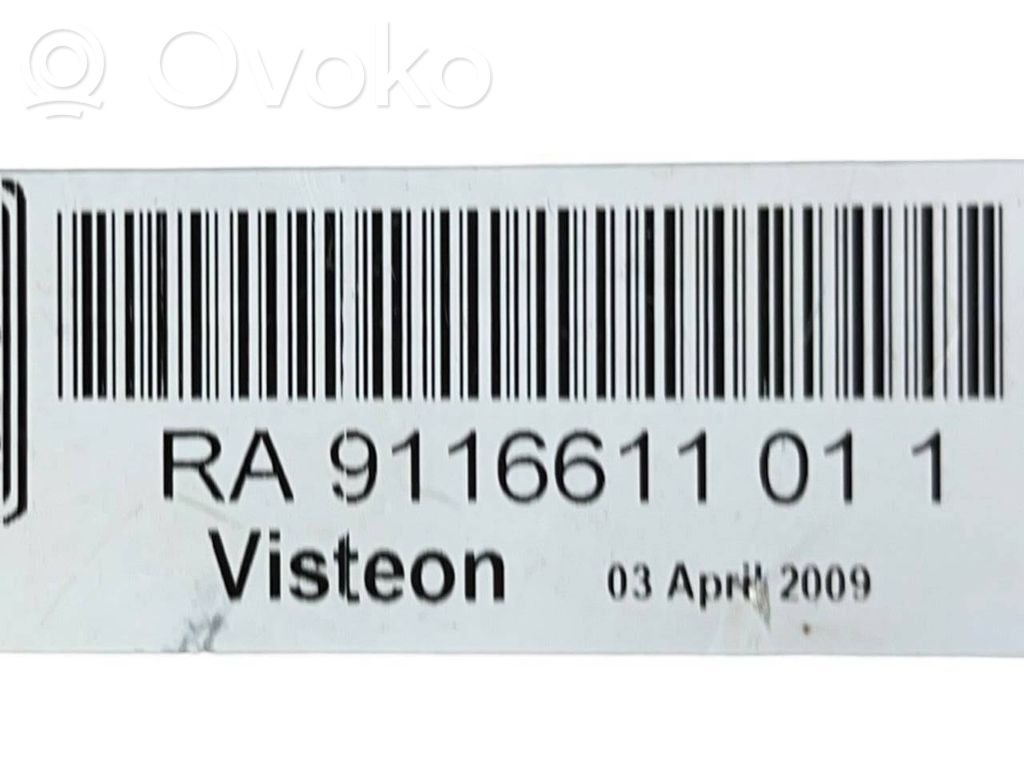 Ovoko
RA 9116611 01 1
Visteon 03 April 2009